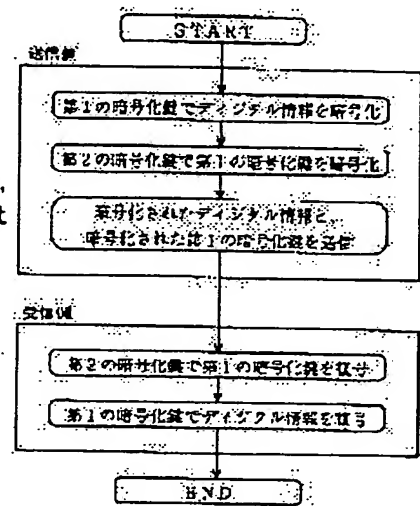 START
送信側
第1の暗号化鍵でディジタル情報を暗号化
第2の暗号化鍵で第1の暗号化鍵を暗号化
暗号化されたディジタル情報と、
暗号化された第1の暗号化鍵を送信
受信側
第2の暗号化鍵で第1の暗号化鍵を復号
第1の暗号化鍵でディジタル情報を復号
END